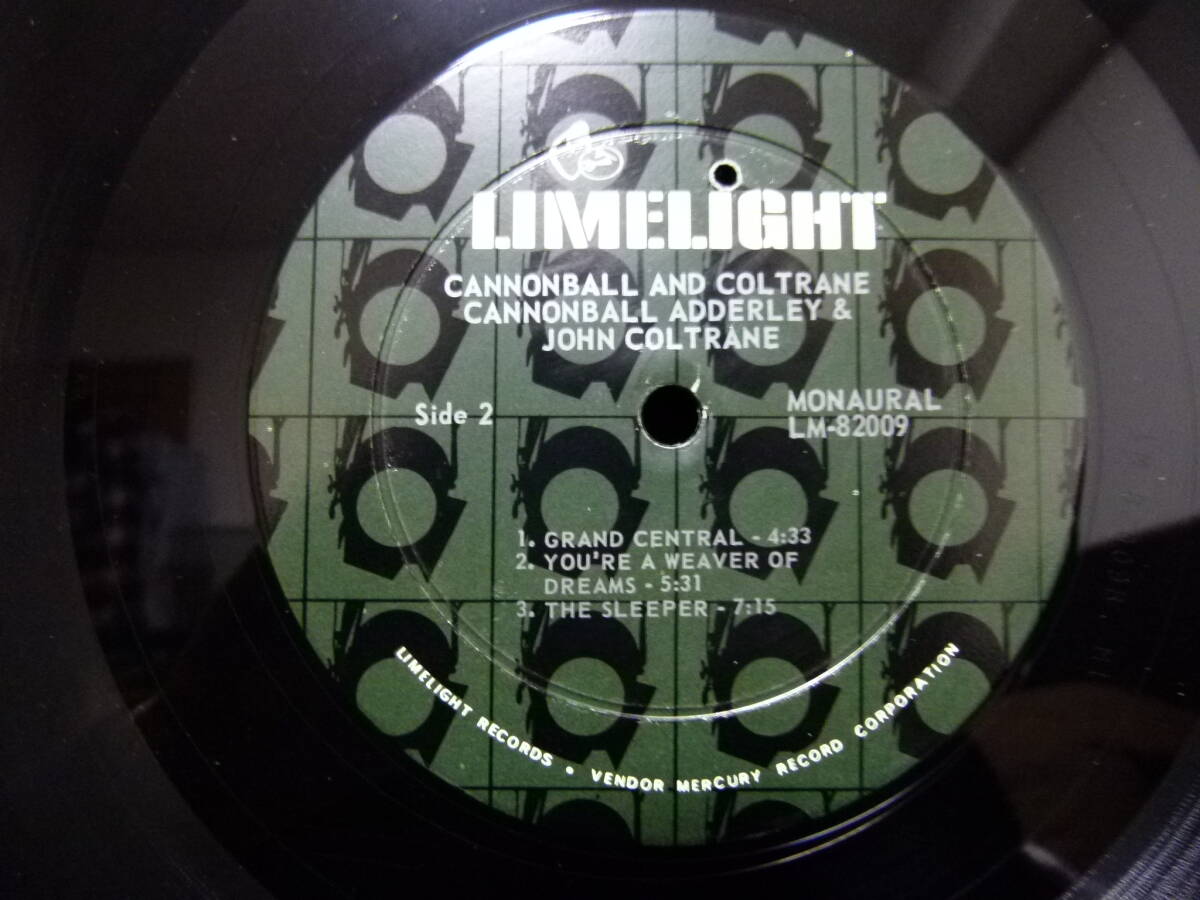 LIMELIGHT
CANNONBALL AND COLTRANE
CANNONBALL ADDERLEY &
JOHN COLTRANE
Side 2
MONAURAL
LM-82009
1. GRAND CENTRAL - 4:33
2. YOU'RE A WEAVER OF
DREAMS - 5:31
3. THE SLEEPER - 7:15
LIMELIGHT RECORDS • VENDOR MERCURY RECORD CORPORATION